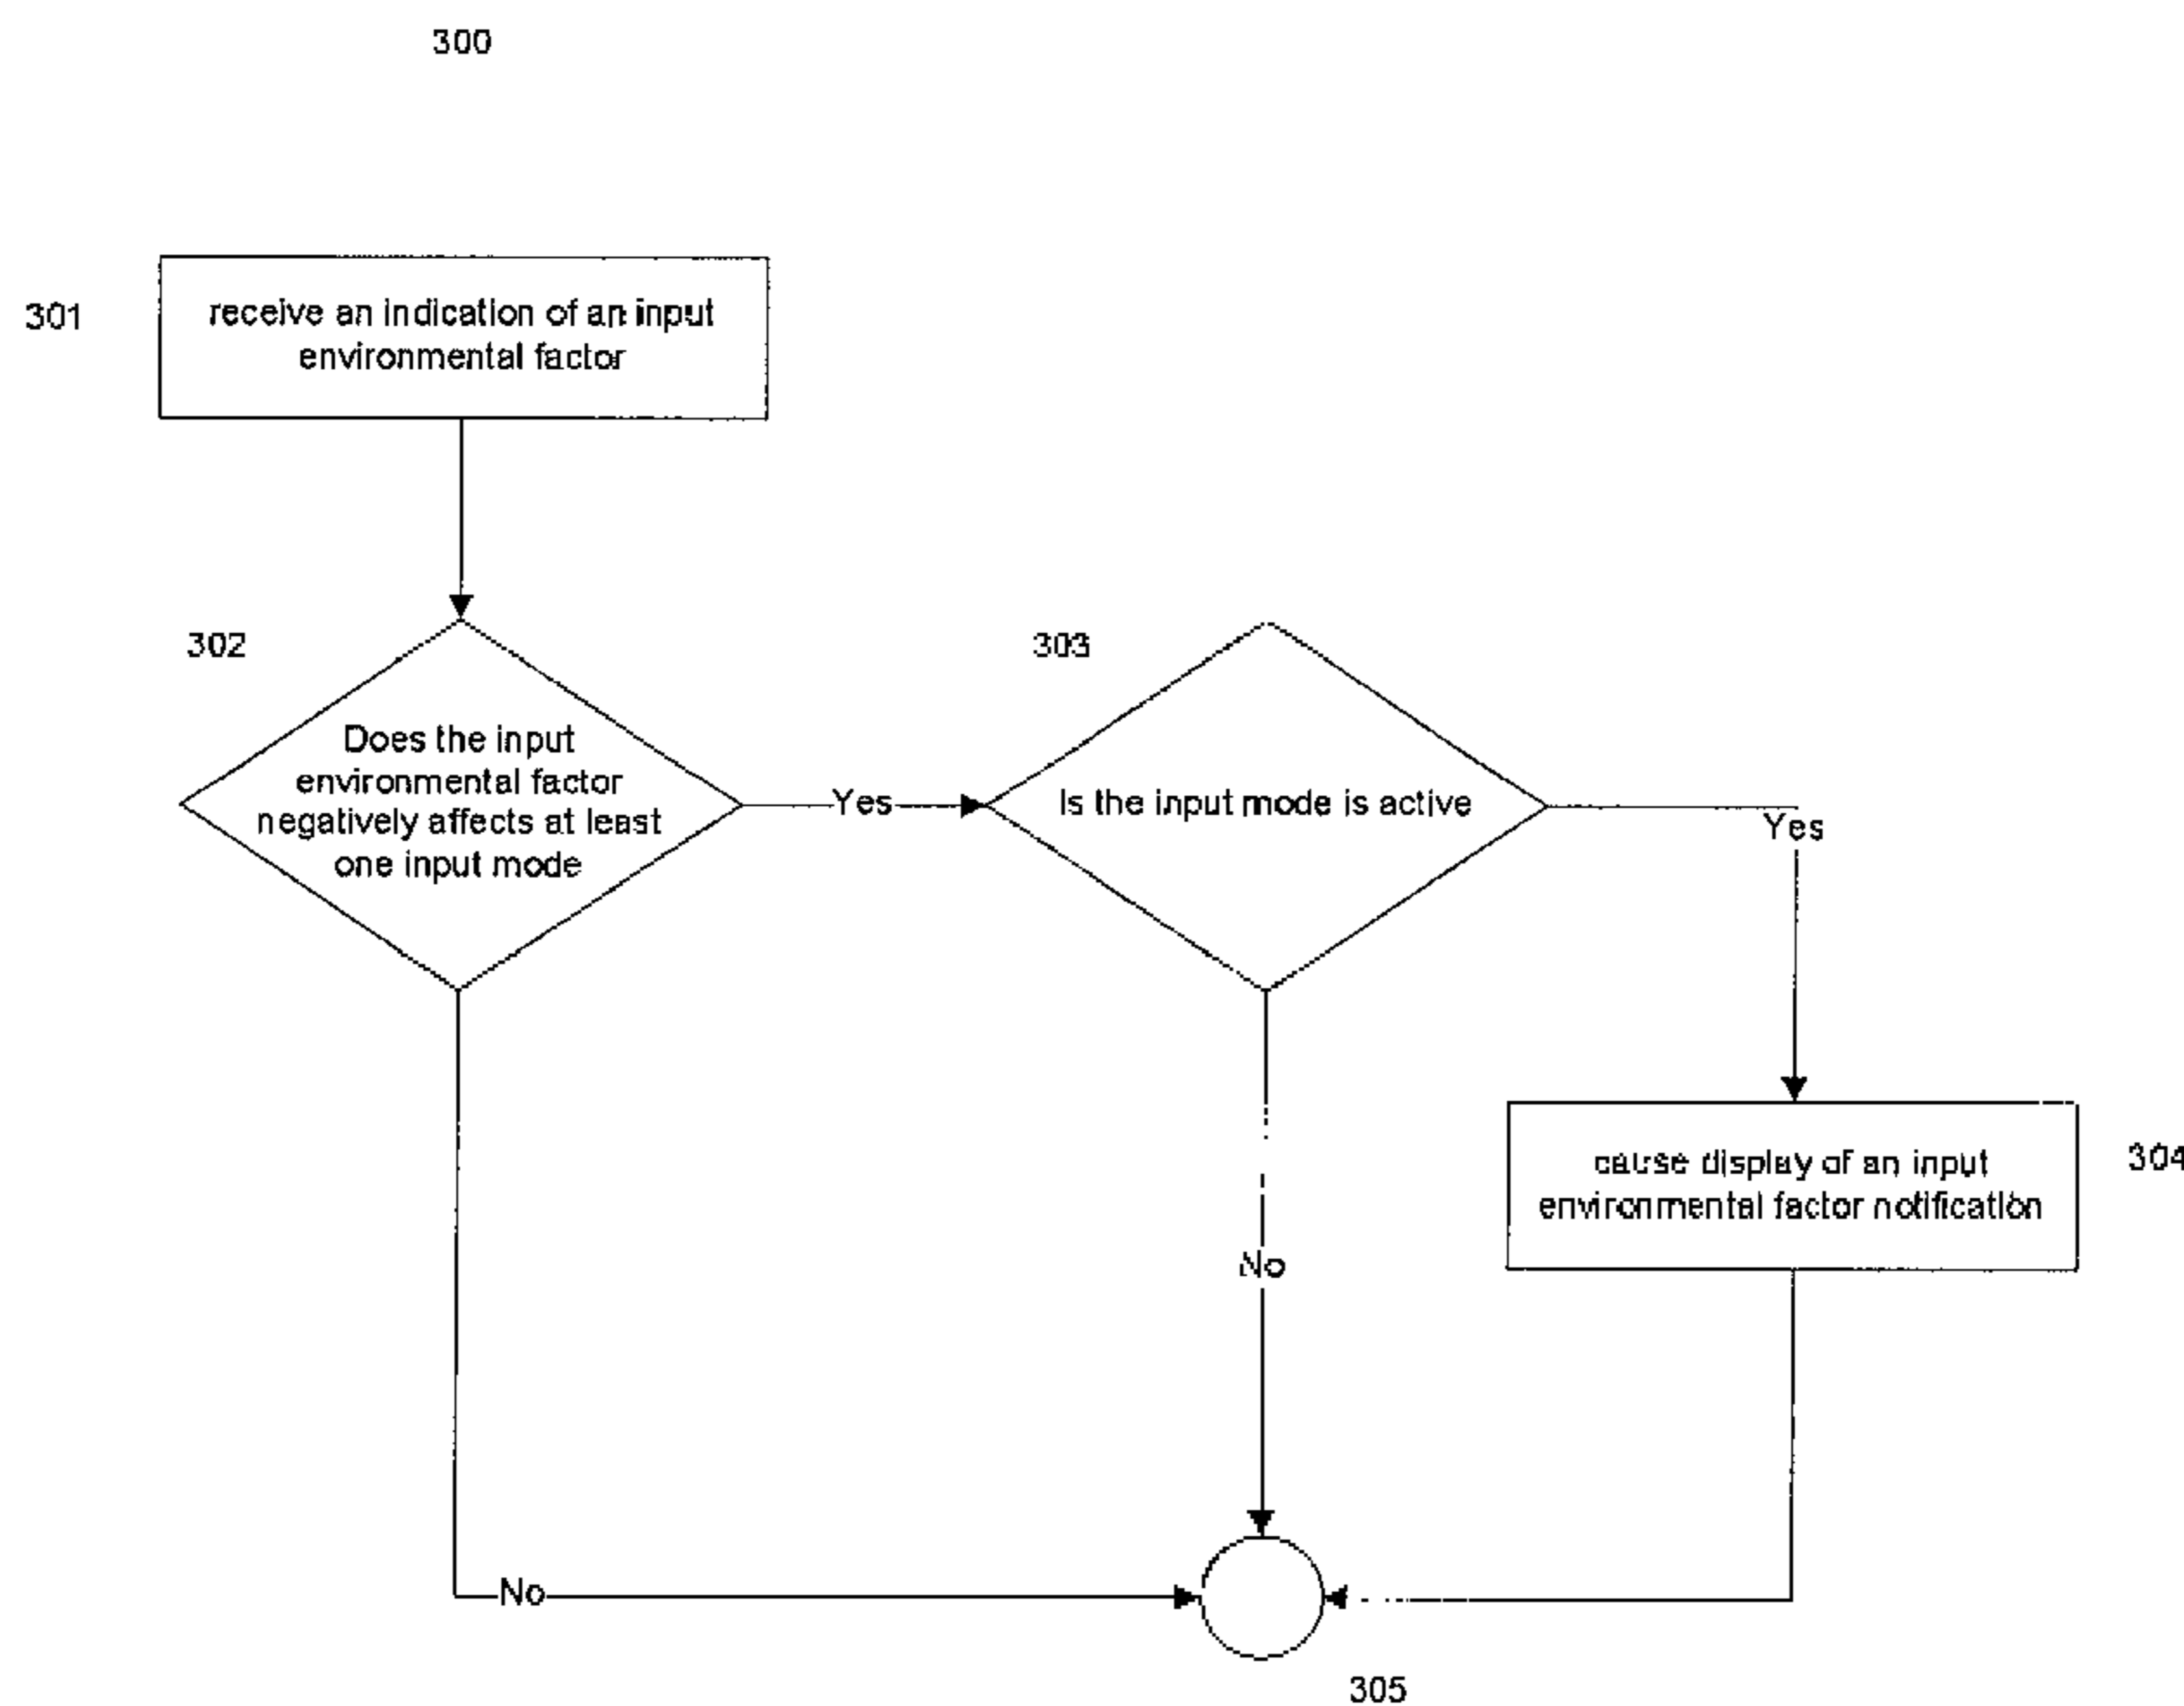 300
301
receive an indication of an input
environmental factor
302
Does the input
environmental factor
negatively affects at least
one input mode
Yes
303
Is the input mode is active
Yes
304
cause display of an input
environmental factor notification
No
No
305